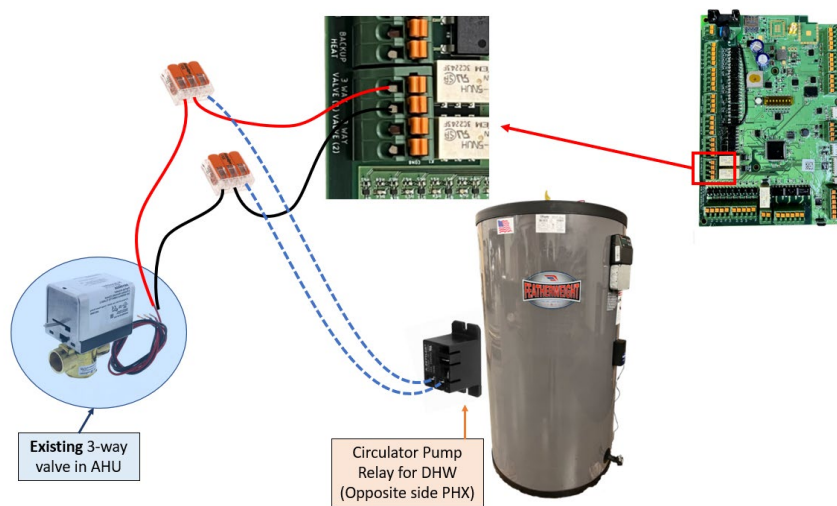 BACKUP
HEAT
3-WAY
VALVE(1)
3-WAY
VALVE(2)
FEATHERWEIGHT
Existing 3-way
valve in AHU
Circulator Pump
Relay for DHW
(Opposite side PHX)